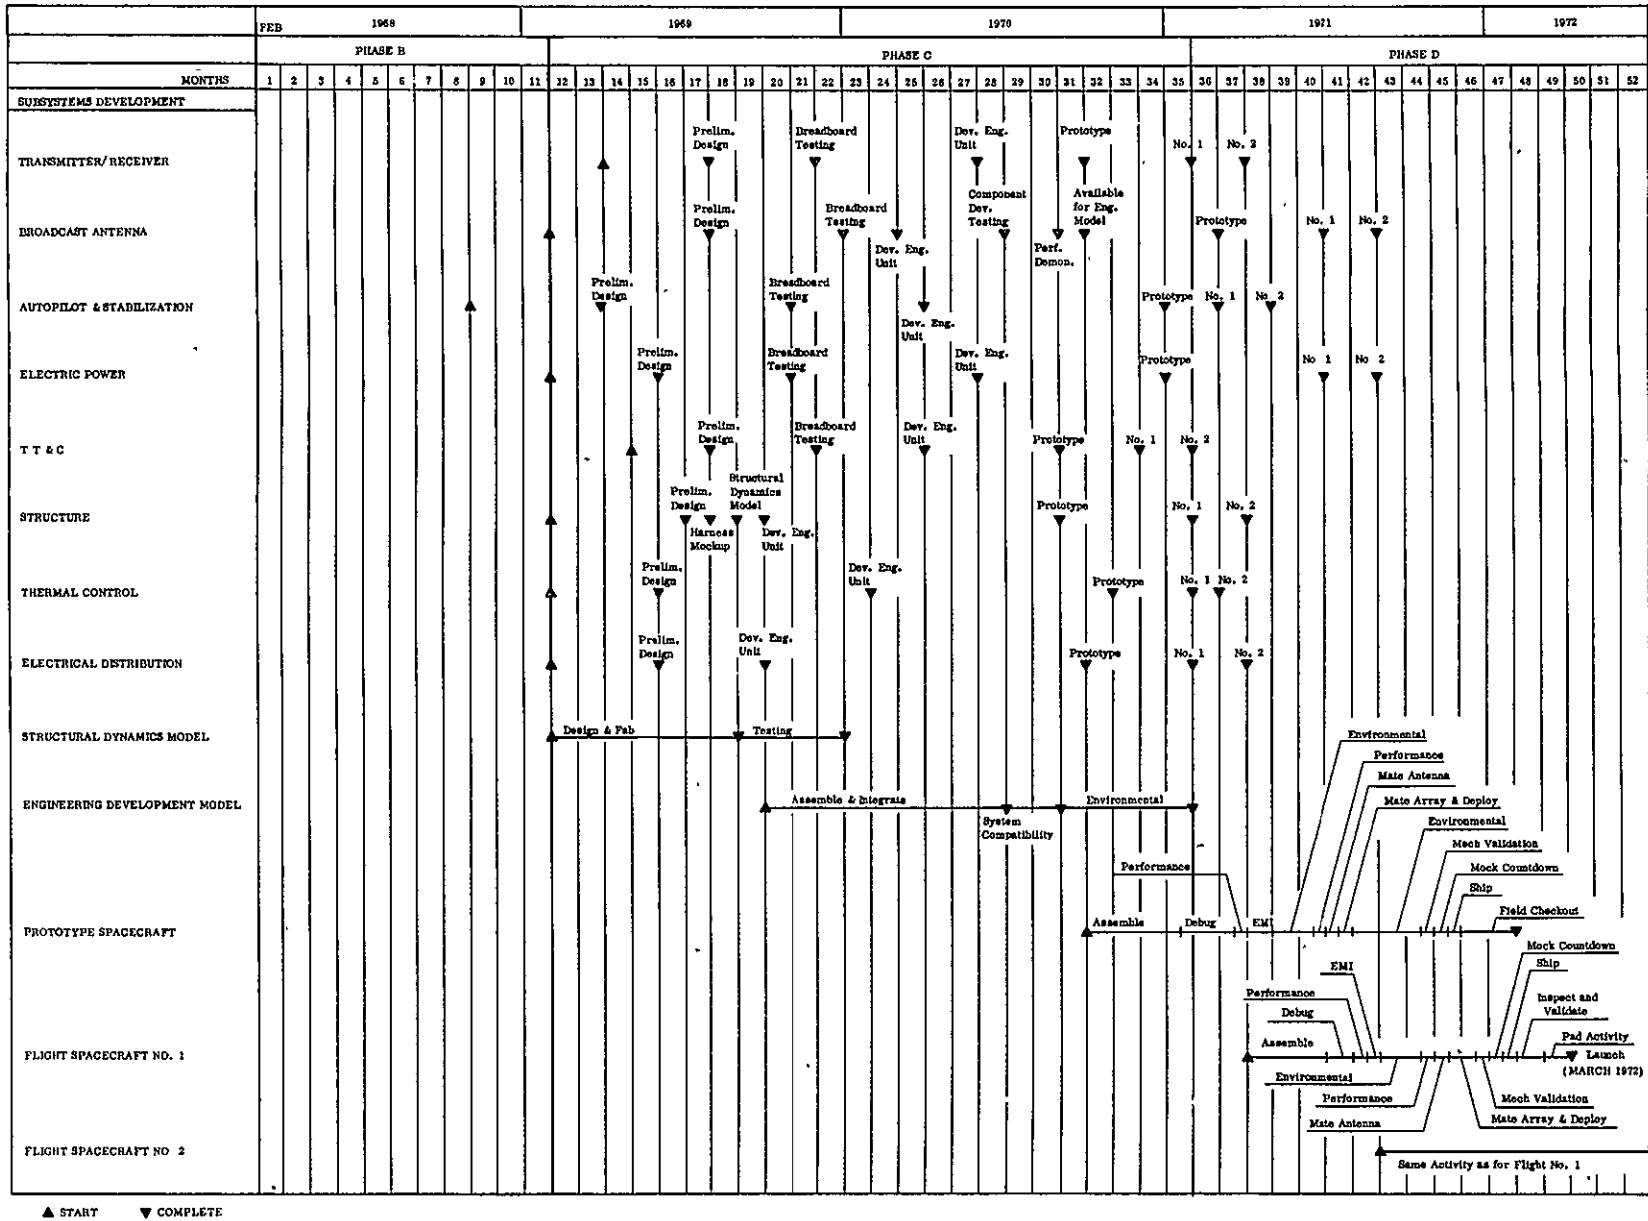 FEB 1968 1969 1970 1971 1972
PHASE B PHASE C PHASE D
MONTHS 1 2 3 4 5 6 7 8 9 10 11 12 13 14 15 16 17 18 19 20 21 22 23 24 25 26 27 28 29 30 31 32 33 34 35 36 37 38 39 40 41 42 43 44 45 46 47 48 49 50 51 52
SUBSYSTEMS DEVELOPMENT
Prelim. Breadboard Dev. Eng. Prototype
Design Testing Unit No. 1 No. 2
TRANSMITTER/RECEIVER
Component Available
Prelim. Breadboard Dev. for Eng.
Design Testing Testing Model Prototype No. 1 No. 2
BROADCAST ANTENNA
Dev. Eng. Perf.
Unit Demon.
Prelim. Breadboard
Design Testing Prototype No. 1 No. 2
AUTOPILOT & STABILIZATION
Dev. Eng.
Unit
Prelim. Breadboard Dev. Eng.
Design Testing Unit Prototype No 1 No 2
ELECTRIC POWER
Prelim. Breadboard Dev. Eng.
Design Testing Unit Prototype No. 1 No. 2
T T & C
Structural
Prelim. Dynamics
Design Model Prototype No. 1 No. 2
STRUCTURE
Harness Dev. Eng.
Mockup Unit
Prelim. Dev. Eng.
Design Unit Prototype No. 1 No. 2
THERMAL CONTROL
Prelim. Dev. Eng.
Design Unit Prototype No. 1 No. 2
ELECTRICAL DISTRIBUTION
STRUCTURAL DYNAMICS MODEL Design & Fab Testing
Environmental
Performance
Mate Antenna
ENGINEERING DEVELOPMENT MODEL Assemble & Integrate Environmental Mate Array & Deploy
System
Compatibility
Environmental
Mech Validation
Performance Mock Countdown
Ship
Assemble Debug EMI Field Checkout
PROTOTYPE SPACECRAFT
Mock Countdown
EMI Ship
Performance Inspect and
Debug Validate
Assemble Pad Activity
FLIGHT SPACECRAFT NO. 1 Launch
(MARCH 1972)
Environmental
Performance Mech Validation
Mate Antenna Mate Array & Deploy
FLIGHT SPACECRAFT NO 2
Same Activity as for Flight No. 1
START COMPLETE